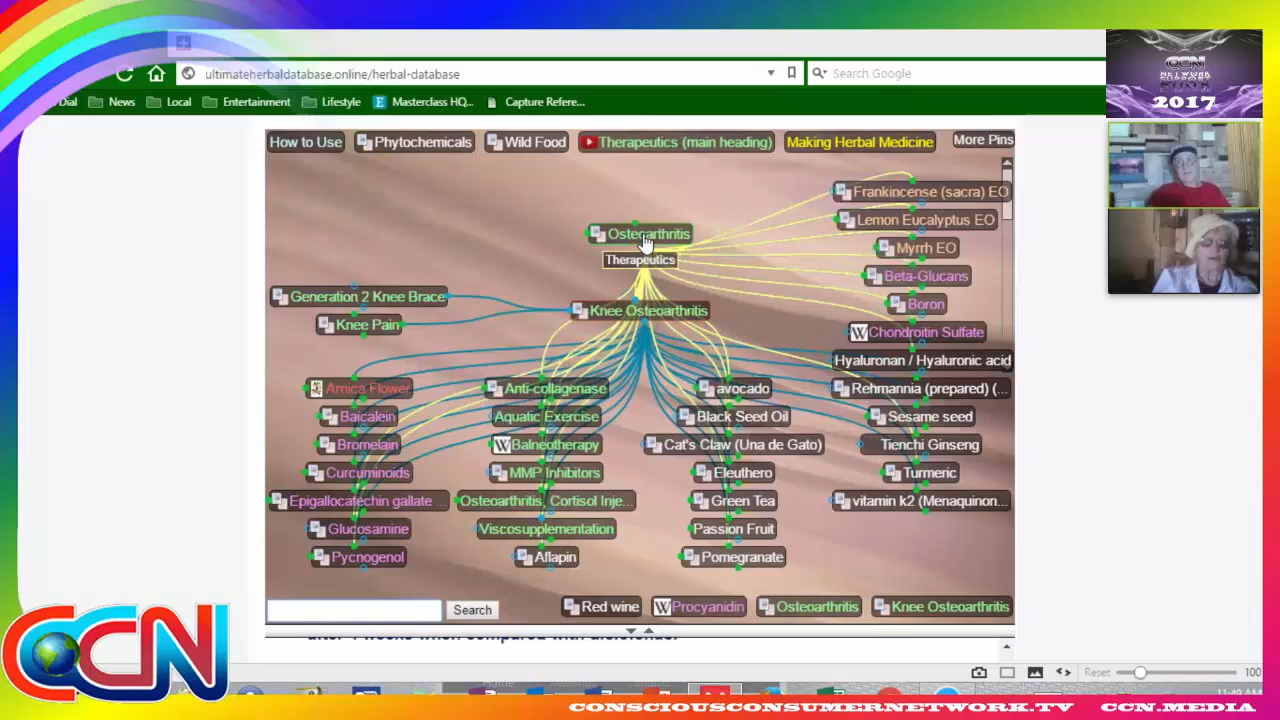 ultimateherbaldatabase.online/herbal-database
Search Google
Dial
News
Local
Entertainment
Lifestyle
Masterclass HQ...
Capture Refere...
CCN
NETWORK
SUPPORT
FUND
2017
How to Use
Phytochemicals
Wild Food
Therapeutics (main heading)
Making Herbal Medicine
More Pins
Frankincense (sacra) EO
Lemon Eucalyptus EO
Myrrh EO
Beta-Glucans
Boron
Chondroitin Sulfate
Hyaluronan / Hyaluronic acid
Rehmannia (prepared) (...
Sesame seed
Tienchi Ginseng
Turmeric
vitamin k2 (Menaquinon...
Osteoarthritis
Therapeutics
Generation 2 Knee Brace
Knee Pain
Knee Osteoarthritis
Arnica Flower
Baicalein
Bromelain
Curcuminoids
Epigallocatechin gallate ...
Glucosamine
Pycnogenol
Anti-collagenase
Aquatic Exercise
Balneotherapy
MMP Inhibitors
Osteoarthritis, Cortisol Inje...
Viscosupplementation
Aflapin
avocado
Black Seed Oil
Cat's Claw (Una de Gato)
Eleuthero
Green Tea
Passion Fruit
Pomegranate
Search
Red wine
Procyanidin
Osteoarthritis
Knee Osteoarthritis
Reset
100
11:49 AM
CCN
CONSCIOUSCONSUMERNETWORK.TV
CCN.MEDIA